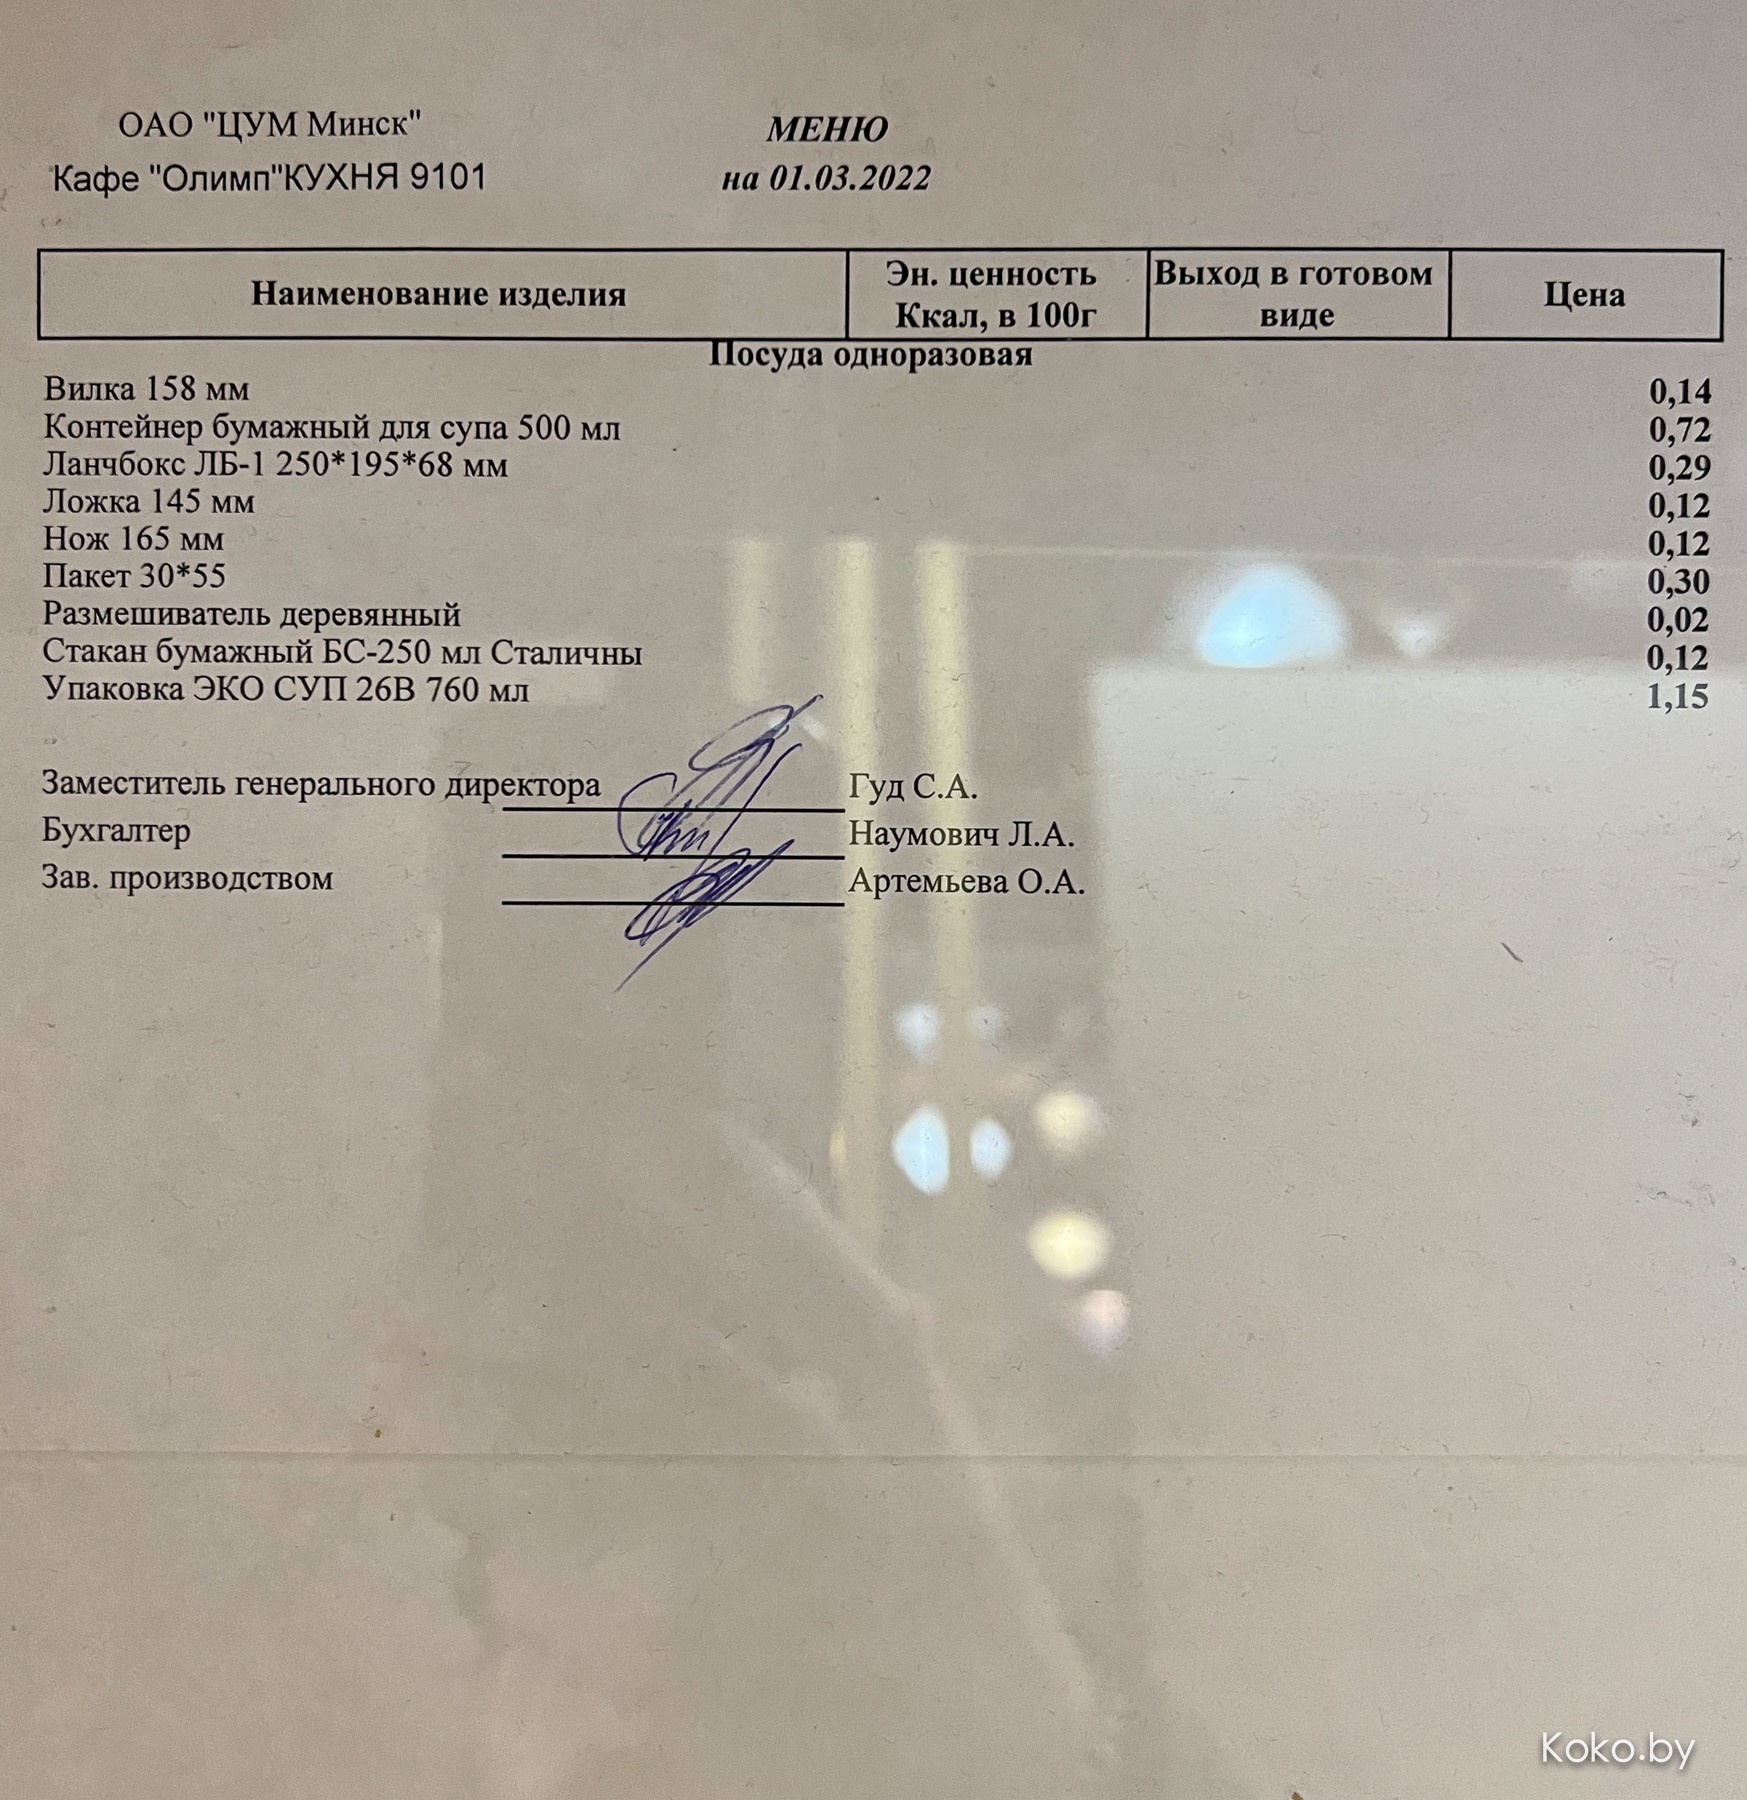 ОАО "ЦУМ Минск"
МЕНЮ
Кафе "Олимп"КУХНЯ 9101
на 01.03.2022
Наименование изделия
Эн. ценность
Ккал, в 100г
Выход в готовом
виде
Цена
Посуда одноразовая
Вилка 158 мм 0,14
Контейнер бумажный для супа 500 мл 0,72
Ланчбокс ЛБ-1 250*195*68 мм 0,29
Ложка 145 мм 0,12
Нож 165 мм 0,12
Пакет 30*55 0,30
Размешиватель деревянный 0,02
Стакан бумажный БС-250 мл Сталичны 0,12
Упаковка ЭКО СУП 26В 760 мл 1,15
Заместитель генерального директора Гуд С.А.
Бухгалтер Наумович Л.А.
Зав. производством Артемьева О.А.
Koko.by